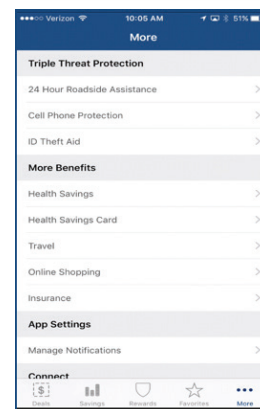 Verizon 10:05 AM 51%
More
Triple Threat Protection
24 Hour Roadside Assistance
Cell Phone Protection
ID Theft Aid
More Benefits
Health Savings
Health Savings Card
Travel
Online Shopping
Insurance
App Settings
Manage Notifications
Connect
$
Deals Savings Rewards Favorites More